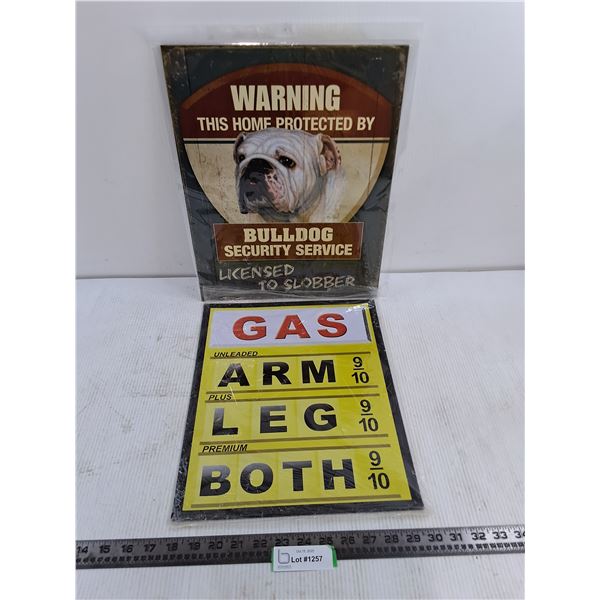 WARNING
THIS HOME PROTECTED BY
BULLDOG
SECURITY SERVICE
LICENSED
TO SLOBBER
GAS
UNLEADED
ARM 9/10
PLUS
LEG 9/10
PREMIUM
BOTH 9/10
14 15 16 17 18 19 20 21 22 23 24 25 26 27 28 29 30 31 32 33 34
Lot #1257